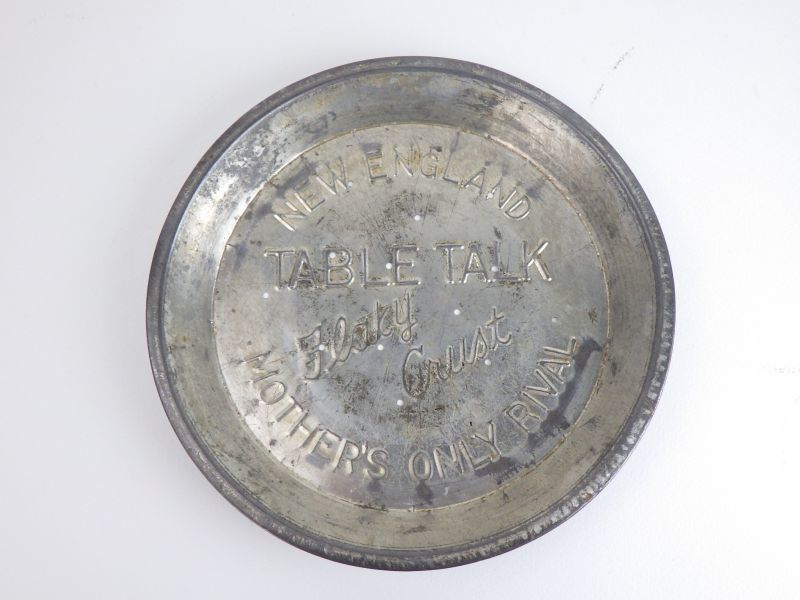 NEW ENGLAND
TABLE TALK
Flaky
Crust
MOTHER'S ONLY RIVAL